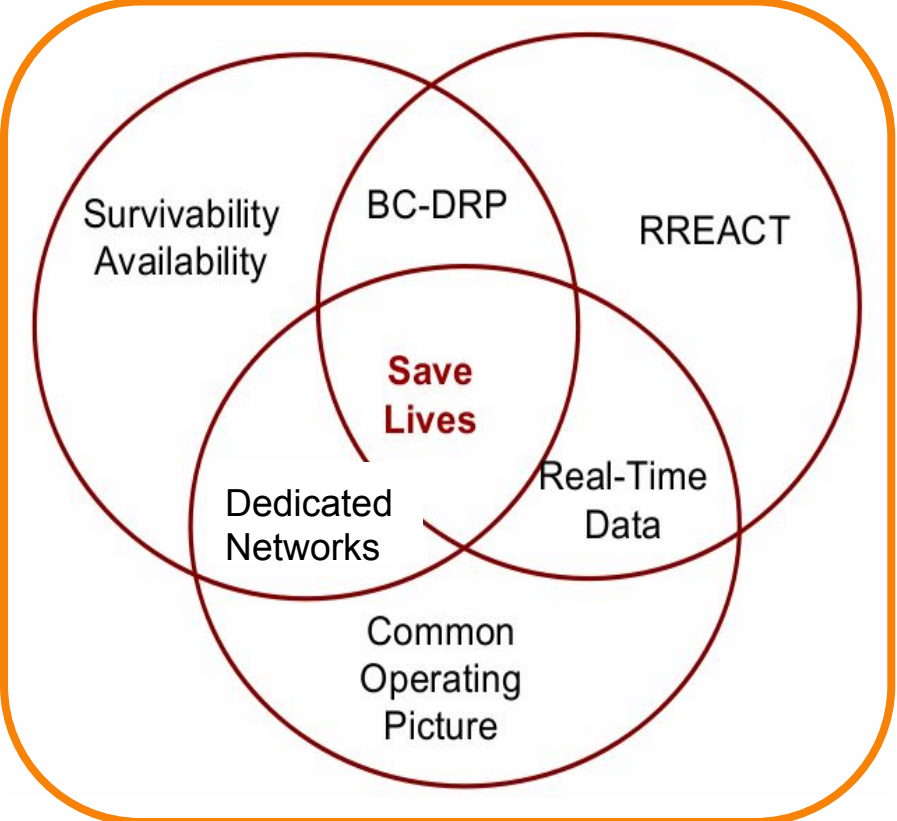 Survivability
Availability
BC-DRP
RREACT
Save
Lives
Dedicated
Networks
Real-Time
Data
Common
Operating
Picture